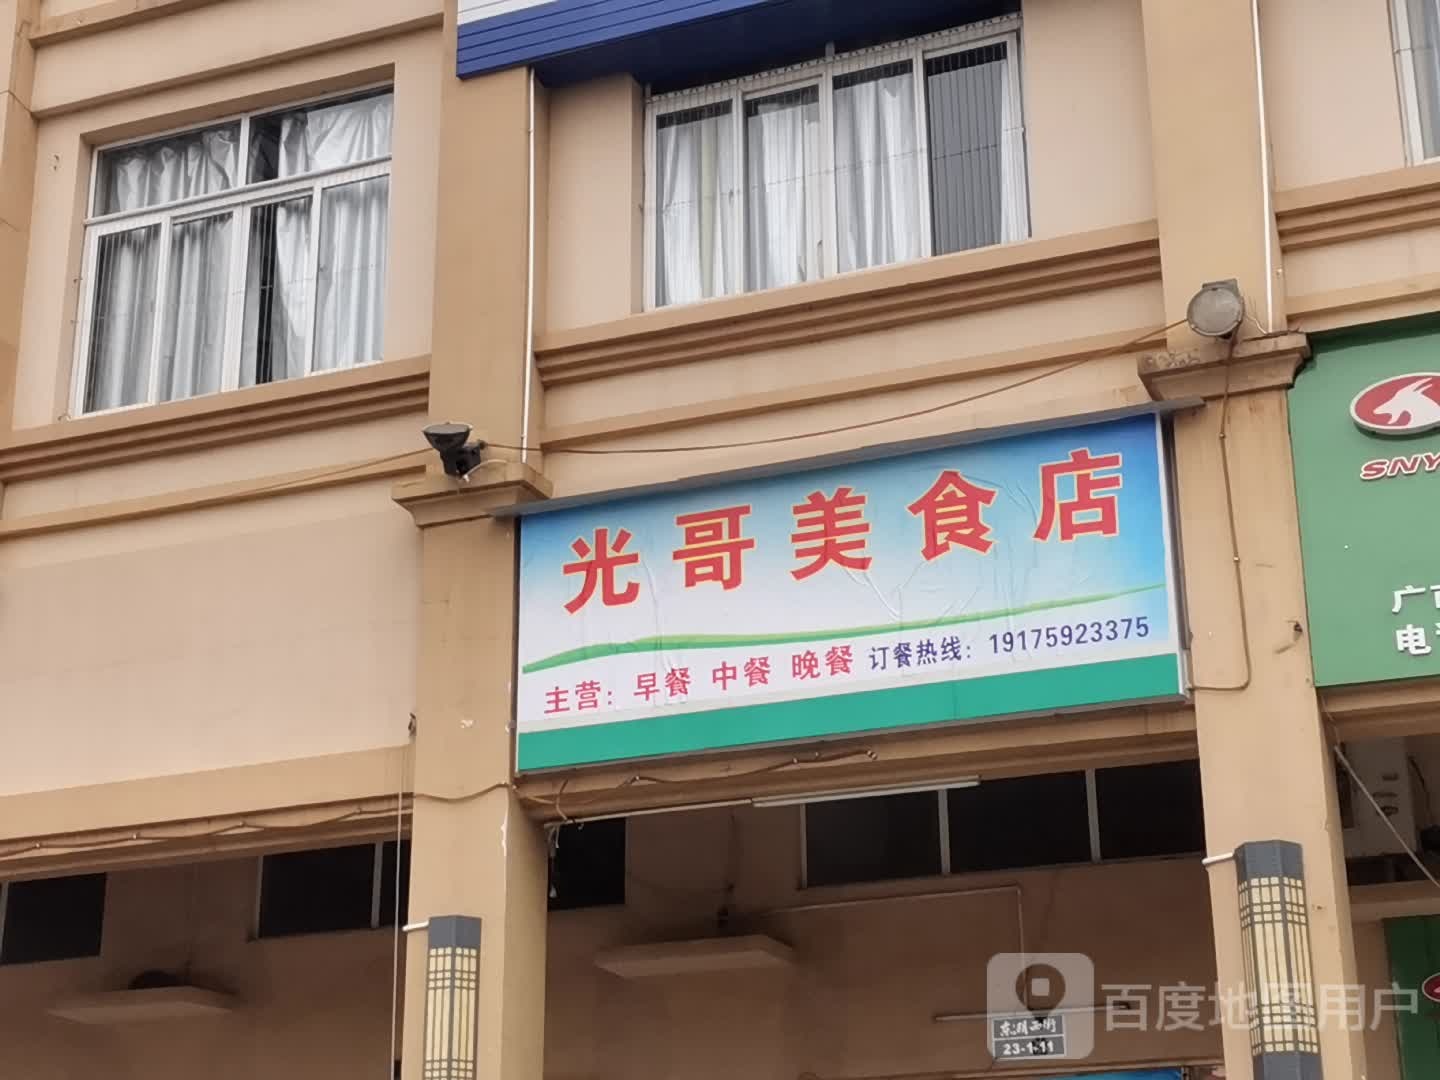 光哥美食店
主营：早餐 中餐 晚餐 订餐热线：19175923375
SNY
广
电
东湖西街
23-1-11
百度地图用户